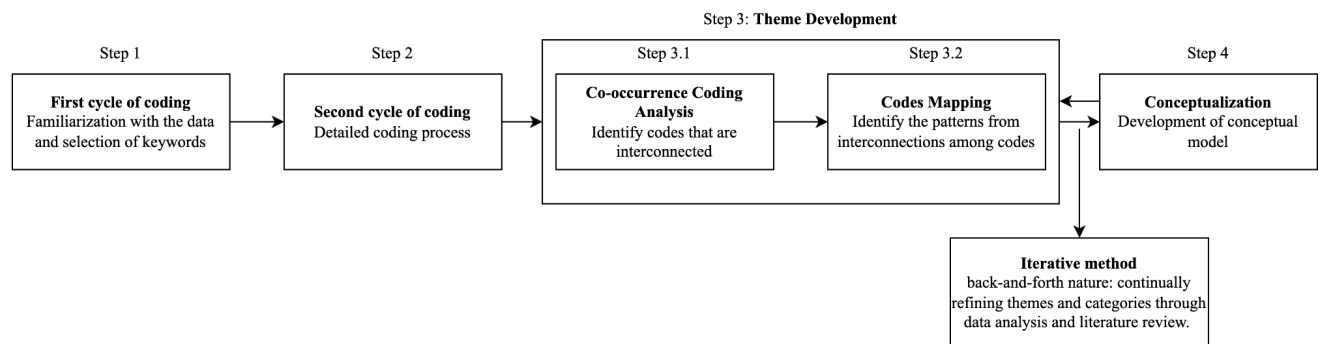 Step 3: Theme Development
Step 1
Step 2
Step 3.1
Step 3.2
Step 4
First cycle of coding
Familiarization with the data
and selection of keywords
Second cycle of coding
Detailed coding process
Co-occurrence Coding
Analysis
Identify codes that are
interconnected
Codes Mapping
Identify the patterns from
interconnections among codes
Conceptualization
Development of conceptual
model
Iterative method
back-and-forth nature: continually
refining themes and categories through
data analysis and literature review.